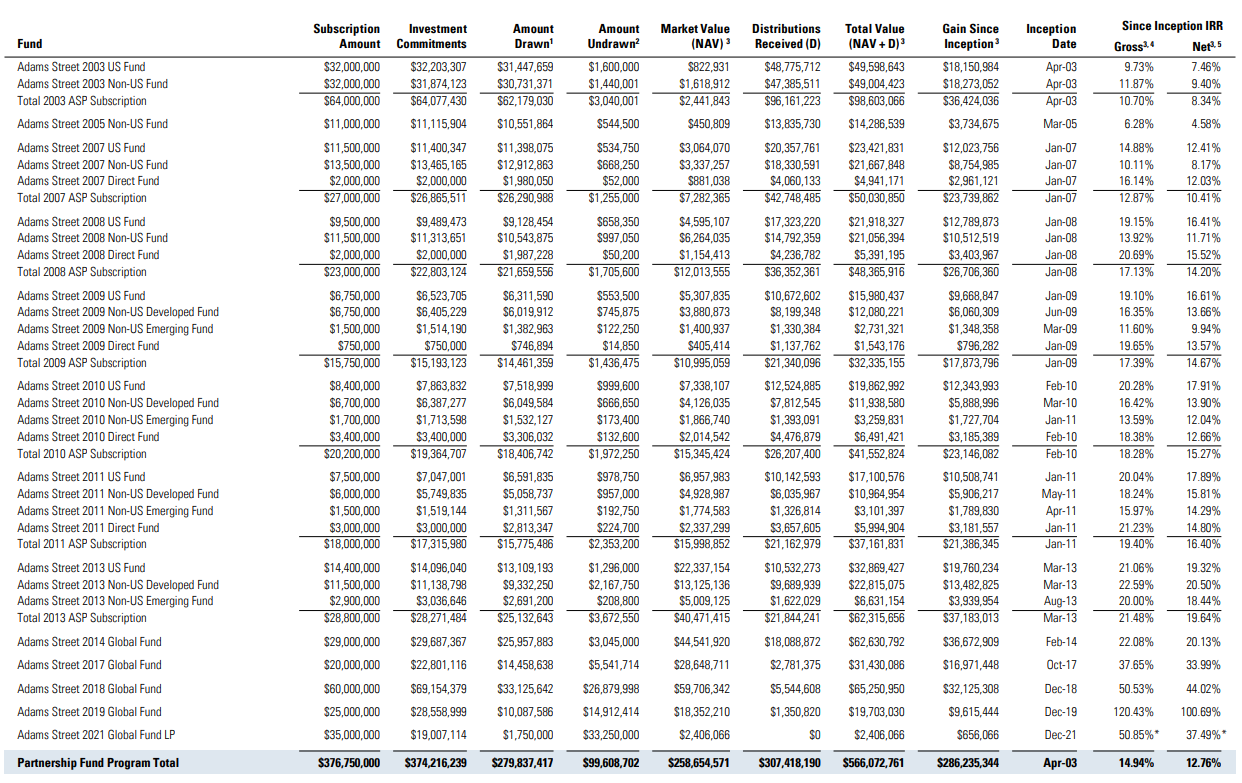 Subscription Investment Amount Amount Market Value Distributions Total Value Gain Since Inception Since Inception IRR
Fund Amount Commitments Drawn1 Undrawn2 (NAV) 3 Received (D) (NAV + D)3 Inception3 Date Gross3, 4 Net3, 5
Adams Street 2003 US Fund $32,000,000 $32,203,307 $31,447,659 $1,600,000 $822,931 $48,775,712 $49,598,643 $18,150,984 Apr-03 9.73% 7.46%
Adams Street 2003 Non-US Fund $32,000,000 $31,874,123 $30,731,371 $1,440,001 $1,618,912 $47,385,511 $49,004,423 $18,273,052 Apr-03 11.87% 9.40%
Total 2003 ASP Subscription $64,000,000 $64,077,430 $62,179,030 $3,040,001 $2,441,843 $96,161,223 $98,603,066 $36,424,036 Apr-03 10.70% 8.34%
Adams Street 2005 Non-US Fund $11,000,000 $11,115,904 $10,551,864 $544,500 $450,809 $13,835,730 $14,286,539 $3,734,675 Mar-05 6.28% 4.58%
Adams Street 2007 US Fund $11,500,000 $11,400,347 $11,398,075 $534,750 $3,064,070 $20,357,761 $23,421,831 $12,023,756 Jan-07 14.88% 12.41%
Adams Street 2007 Non-US Fund $13,500,000 $13,465,165 $12,912,863 $668,250 $3,337,257 $18,330,591 $21,667,848 $8,754,985 Jan-07 10.11% 8.17%
Adams Street 2007 Direct Fund $2,000,000 $2,000,000 $1,980,050 $52,000 $881,038 $4,060,133 $4,941,171 $2,961,121 Jan-07 16.14% 12.03%
Total 2007 ASP Subscription $27,000,000 $26,865,511 $26,290,988 $1,255,000 $7,282,365 $42,748,485 $50,030,850 $23,739,862 Jan-07 12.87% 10.41%
Adams Street 2008 US Fund $9,500,000 $9,489,473 $9,128,454 $658,350 $4,595,107 $17,323,220 $21,918,327 $12,789,873 Jan-08 19.15% 16.41%
Adams Street 2008 Non-US Fund $11,500,000 $11,313,651 $10,543,875 $997,050 $6,264,035 $14,792,359 $21,056,394 $10,512,519 Jan-08 13.92% 11.71%
Adams Street 2008 Direct Fund $2,000,000 $2,000,000 $1,987,228 $50,200 $1,154,413 $4,236,782 $5,391,195 $3,403,967 Jan-08 20.69% 15.52%
Total 2008 ASP Subscription $23,000,000 $22,803,124 $21,659,556 $1,705,600 $12,013,555 $36,352,361 $48,365,916 $26,706,360 Jan-08 17.13% 14.20%
Adams Street 2009 US Fund $6,750,000 $6,523,705 $6,311,590 $553,500 $5,307,835 $10,672,602 $15,980,437 $9,668,847 Jan-09 19.10% 16.61%
Adams Street 2009 Non-US Developed Fund $6,750,000 $6,405,229 $6,019,912 $745,875 $3,880,873 $8,199,348 $12,080,221 $6,060,309 Jun-09 16.35% 13.66%
Adams Street 2009 Non-US Emerging Fund $1,500,000 $1,514,190 $1,382,963 $122,250 $1,400,937 $1,330,384 $2,731,321 $1,348,358 Mar-09 11.60% 9.94%
Adams Street 2009 Direct Fund $750,000 $750,000 $746,894 $14,850 $405,414 $1,137,762 $1,543,176 $796,282 Jan-09 19.65% 13.57%
Total 2009 ASP Subscription $15,750,000 $15,193,123 $14,461,359 $1,436,475 $10,995,059 $21,340,096 $32,335,155 $17,873,796 Jan-09 17.39% 14.67%
Adams Street 2010 US Fund $8,400,000 $7,863,832 $7,518,999 $999,600 $7,338,107 $12,524,885 $19,862,992 $12,343,993 Feb-10 20.28% 17.91%
Adams Street 2010 Non-US Developed Fund $6,700,000 $6,387,277 $6,049,584 $666,650 $4,126,035 $7,812,545 $11,938,580 $5,888,996 Mar-10 16.42% 13.90%
Adams Street 2010 Non-US Emerging Fund $1,700,000 $1,713,598 $1,532,127 $173,400 $1,866,740 $1,393,091 $3,259,831 $1,727,704 Jan-11 13.59% 12.04%
Adams Street 2010 Direct Fund $3,400,000 $3,400,000 $3,306,032 $132,600 $2,014,542 $4,476,879 $6,491,421 $3,185,389 Feb-10 18.38% 12.66%
Total 2010 ASP Subscription $20,200,000 $19,364,707 $18,406,742 $1,972,250 $15,345,424 $26,207,400 $41,552,824 $23,146,082 Feb-10 18.28% 15.27%
Adams Street 2011 US Fund $7,500,000 $7,047,001 $6,591,835 $978,750 $6,957,983 $10,142,593 $17,100,576 $10,508,741 Jan-11 20.04% 17.89%
Adams Street 2011 Non-US Developed Fund $6,000,000 $5,749,835 $5,058,737 $957,000 $4,928,987 $6,035,967 $10,964,954 $5,906,217 May-11 18.24% 15.81%
Adams Street 2011 Non-US Emerging Fund $1,500,000 $1,519,144 $1,311,567 $192,750 $1,774,583 $1,326,814 $3,101,397 $1,789,830 Apr-11 15.97% 14.29%
Adams Street 2011 Direct Fund $3,000,000 $3,000,000 $2,813,347 $224,700 $2,337,299 $3,657,605 $5,994,904 $3,181,557 Jan-11 21.23% 14.80%
Total 2011 ASP Subscription $18,000,000 $17,315,980 $15,775,486 $2,353,200 $15,998,852 $21,162,979 $37,161,831 $21,386,345 Jan-11 19.40% 16.40%
Adams Street 2013 US Fund $14,400,000 $14,096,040 $13,109,193 $1,296,000 $22,337,154 $10,532,273 $32,869,427 $19,760,234 Mar-13 21.06% 19.32%
Adams Street 2013 Non-US Developed Fund $11,500,000 $11,138,798 $9,332,250 $2,167,750 $13,125,136 $9,689,939 $22,815,075 $13,482,825 Mar-13 22.59% 20.50%
Adams Street 2013 Non-US Emerging Fund $2,900,000 $3,036,646 $2,691,200 $208,800 $5,009,125 $1,622,029 $6,631,154 $3,939,954 Aug-13 20.00% 18.44%
Total 2013 ASP Subscription $28,800,000 $28,271,484 $25,132,643 $3,672,550 $40,471,415 $21,844,241 $62,315,656 $37,183,013 Mar-13 21.48% 19.64%
Adams Street 2014 Global Fund $29,000,000 $29,687,367 $25,957,883 $3,045,000 $44,541,920 $18,088,872 $62,630,792 $36,672,909 Feb-14 22.08% 20.13%
Adams Street 2017 Global Fund $20,000,000 $22,801,116 $14,458,638 $5,541,714 $28,648,711 $2,781,375 $31,430,086 $16,971,448 Oct-17 37.65% 33.99%
Adams Street 2018 Global Fund $60,000,000 $69,154,379 $33,125,642 $26,879,998 $59,706,342 $5,544,608 $65,250,950 $32,125,308 Dec-18 50.53% 44.02%
Adams Street 2019 Global Fund $25,000,000 $28,558,999 $10,087,586 $14,912,414 $18,352,210 $1,350,820 $19,703,030 $9,615,444 Dec-19 120.43% 100.69%
Adams Street 2021 Global Fund LP $35,000,000 $19,007,114 $1,750,000 $33,250,000 $2,406,066 $0 $2,406,066 $656,066 Dec-21 50.85%* 37.49%*
Partnership Fund Program Total $376,750,000 $374,216,239 $279,837,417 $99,608,702 $258,654,571 $307,418,190 $566,072,761 $286,235,344 Apr-03 14.94% 12.76%